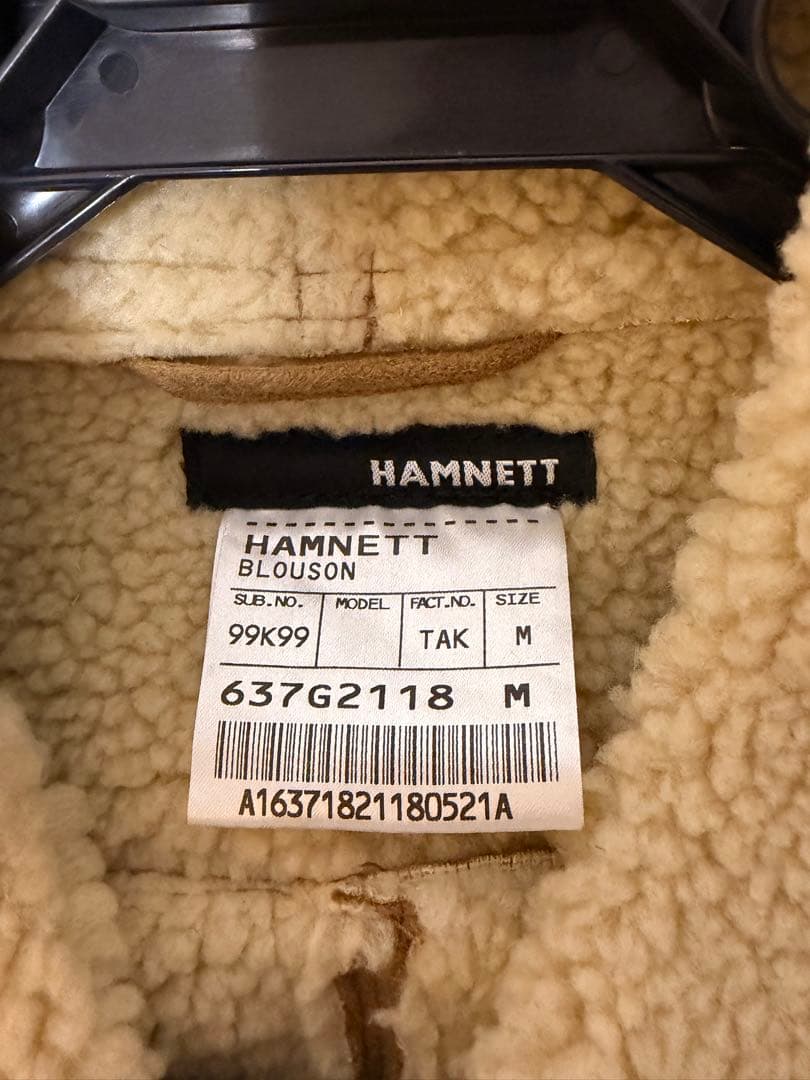 HAMNETT
HAMNETT
BLOUSON
SUB.NO. MODEL FACT.NO. SIZE
99K99 TAK M
637G2118 M
A16371821180521A